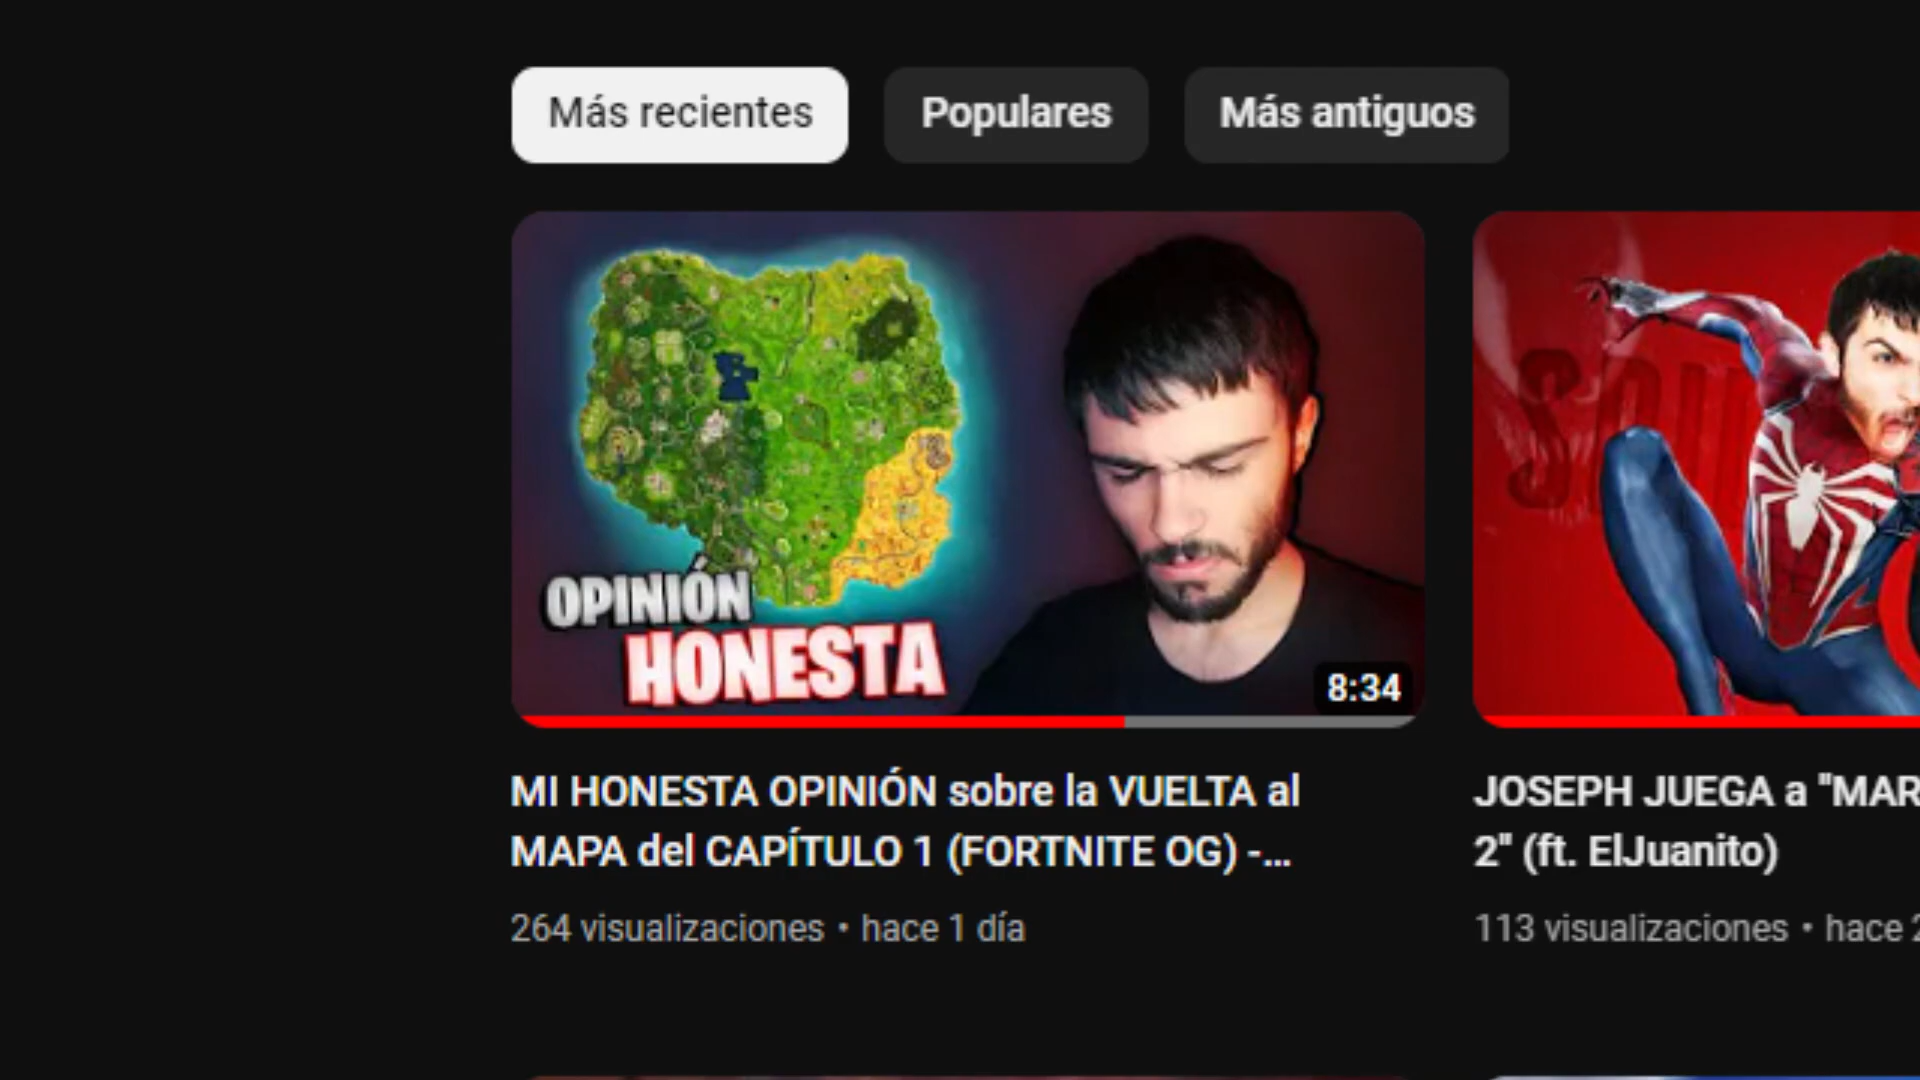 Más recientes
Populares
Más antiguos
OPINIÓN
HONESTA
8:34
MI HONESTA OPINIÓN sobre la VUELTA al
MAPA del CAPÍTULO 1 (FORTNITE OG) -...
264 visualizaciones • hace 1 día
JOSEPH JUEGA a "MAR
2" (ft. ElJuanito)
113 visualizaciones • hace 2